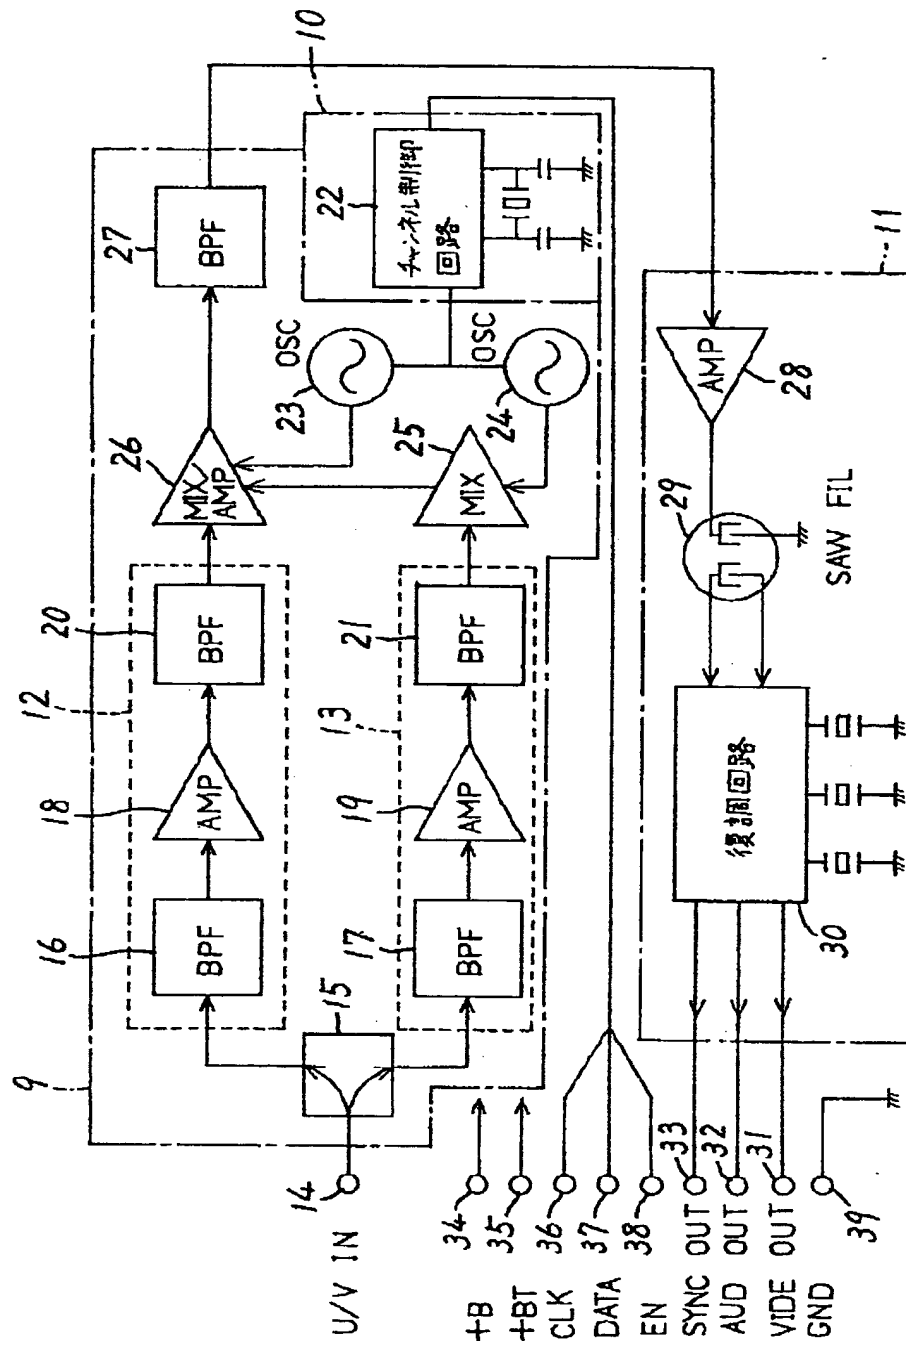 9
12
20
26
27
10
18
16
BPF
AMP
BPF
MIX/
AMP
BPF
22
チャンネル制御
回路
OSC
23
15
14
U/V IN
13
17
19
21
25
24
OSC
BPF
AMP
BPF
MIX
34
+B
35
+BT
36
CLK
37
DATA
38
EN
33
SYNC OUT
32
AUD OUT
31
VIDE OUT
39
GND
11
AMP
28
29
SAW FIL
復調回路
30